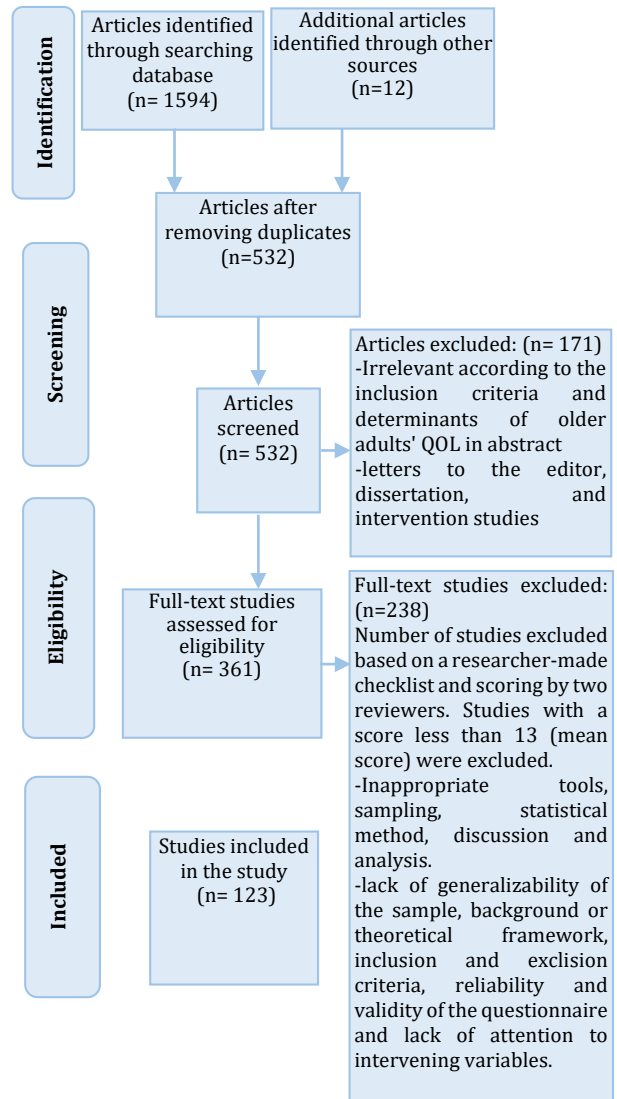 Identification
Articles identified
through searching
database
(n= 1594)
Additional articles
identified through other
sources
(n=12)
Articles after
removing duplicates
(n=532)
Screening
Articles
screened
(n= 532)
Articles excluded: (n= 171)
-Irrelevant according to the
inclusion criteria and
determinants of older
adults' QOL in abstract
-letters to the editor,
dissertation, and
intervention studies
Eligibility
Full-text studies
assessed for
eligibility
(n= 361)
Full-text studies excluded:
(n=238)
Number of studies excluded
based on a researcher-made
checklist and scoring by two
reviewers. Studies with a
score less than 13 (mean
score) were excluded.
-Inappropriate tools,
sampling, statistical
method, discussion and
analysis.
-lack of generalizability of
the sample, background or
theoretical framework,
inclusion and exclision
criteria, reliability and
validity of the questionnaire
and lack of attention to
intervening variables.
Included
Studies included
in the study
(n= 123)